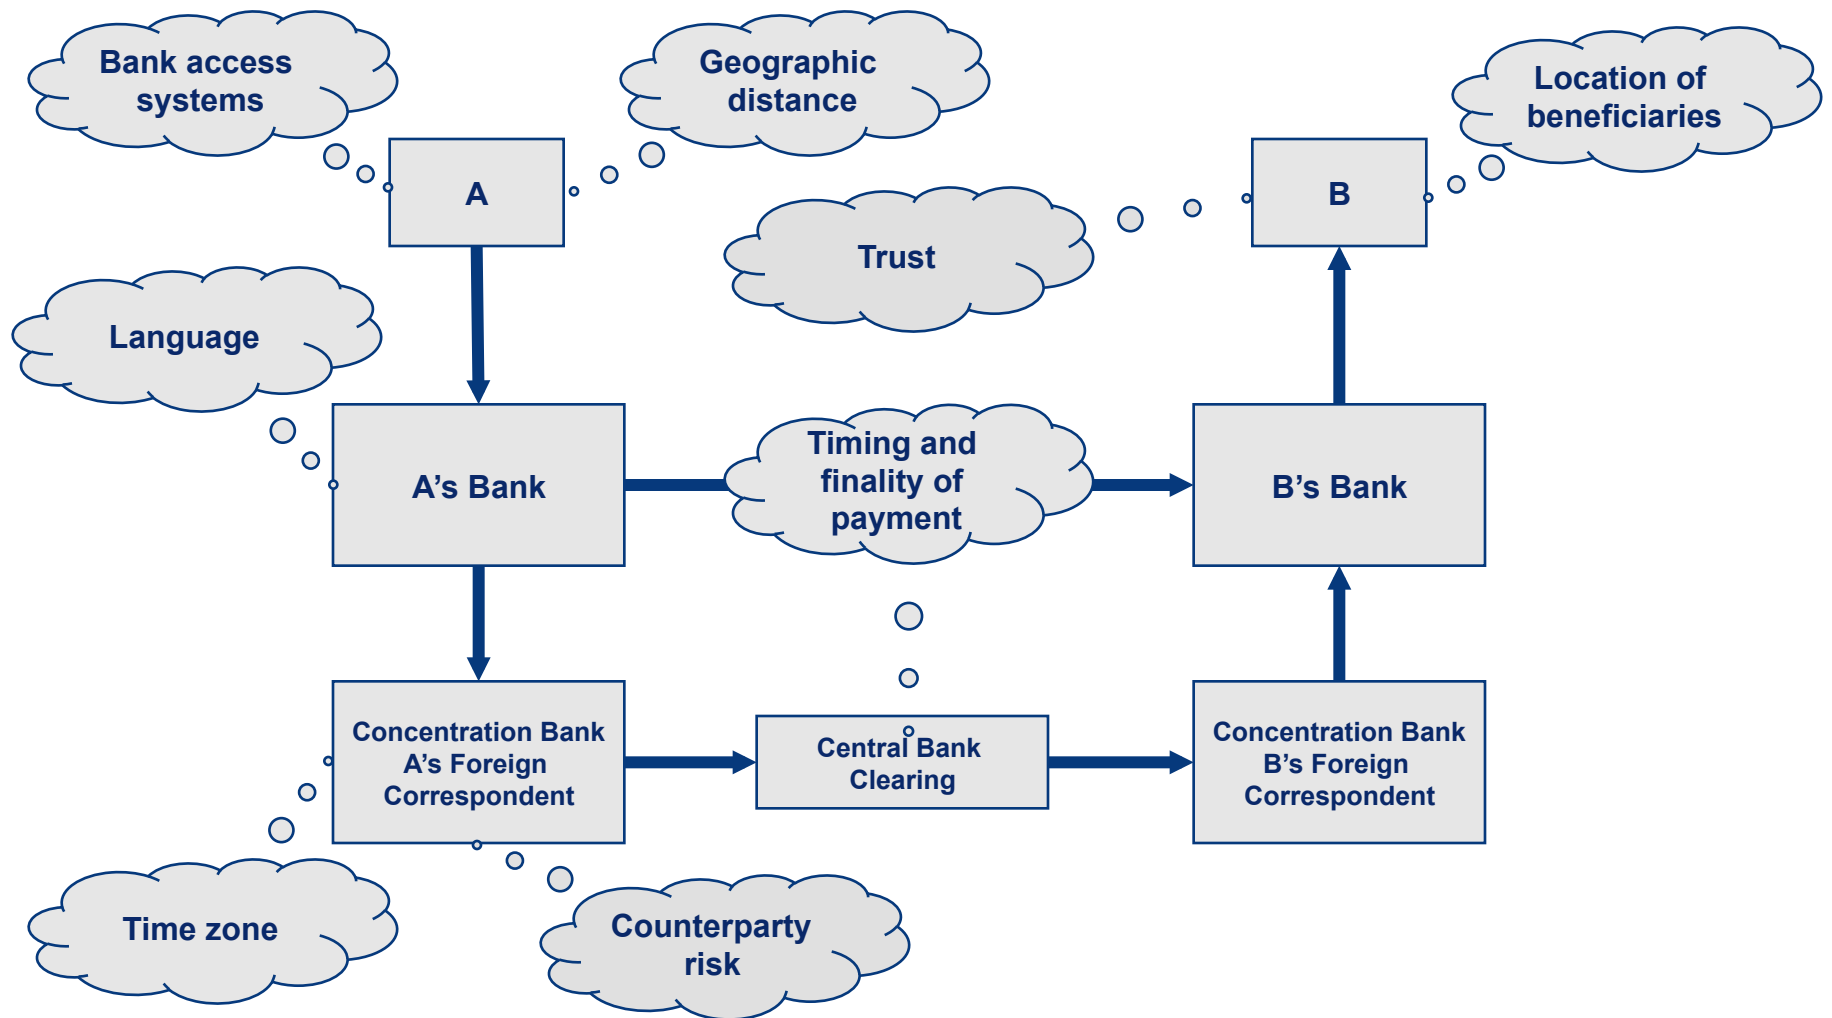 Bank access
systems
Geographic
distance
Location of
beneficiaries
A
B
Trust
Language
Timing and
finality of
payment
A’s Bank
B’s Bank
Concentration Bank
A’s Foreign
Correspondent
Central Bank
Clearing
Concentration Bank
B’s Foreign
Correspondent
Time zone
Counterparty
risk